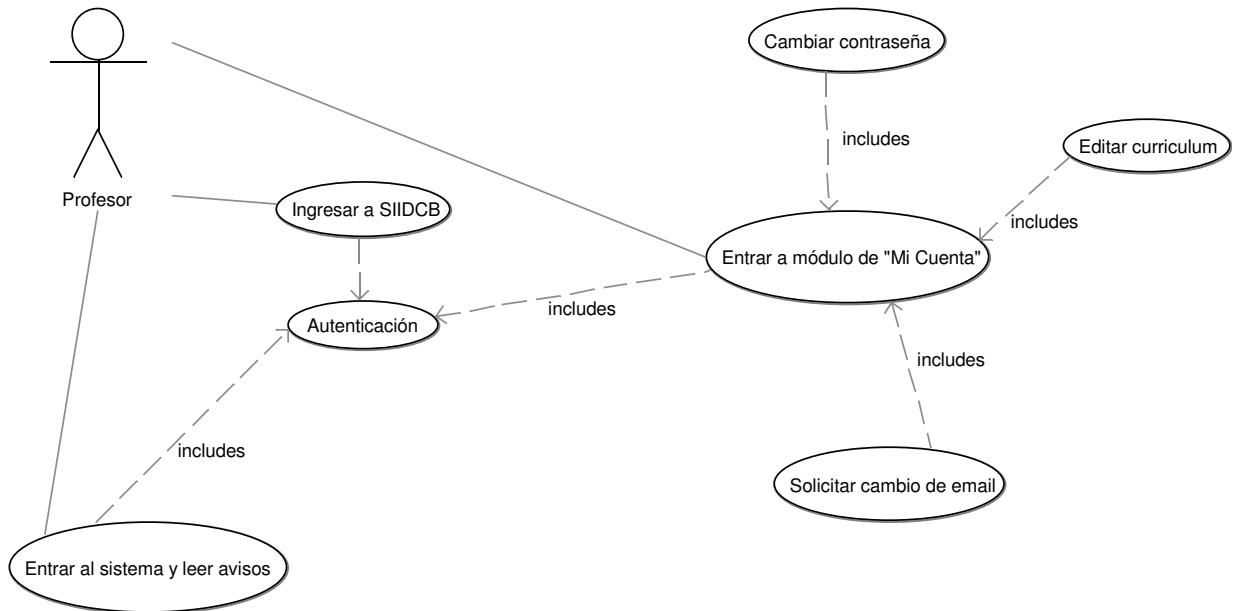 Cambiar contraseña
includes
Editar curriculum
Profesor
Ingresar a SIIDCB
includes
Entrar a módulo de "Mi Cuenta"
includes
Autenticación
includes
includes
Solicitar cambio de email
Entrar al sistema y leer avisos